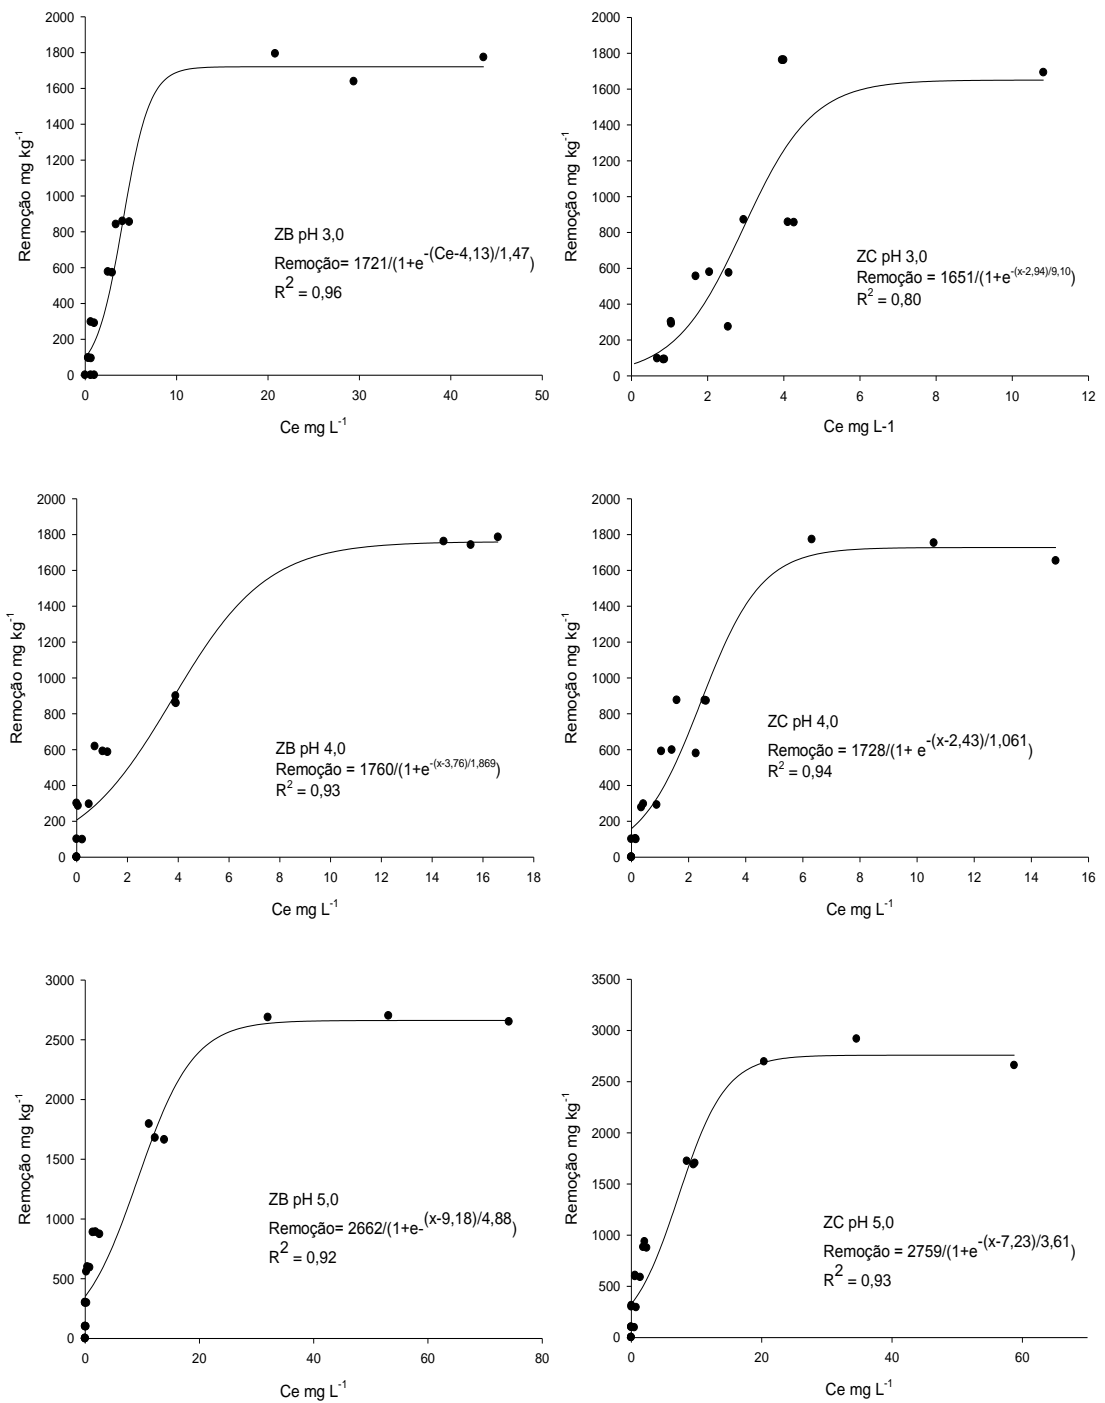 2000
1800
1600
1400
1200
1000
800
600
400
200
0
Remoção mg kg-1
0 10 20 30 40 50
Ce mg L-1
ZB pH 3,0
Remoção= 1721/(1+e-(Ce-4,13)/1,47)
R2 = 0,96
2000
1800
1600
1400
1200
1000
800
600
400
200
0
Remoção mg kg-1
0 2 4 6 8 10 12
Ce mg L-1
ZC pH 3,0
Remoção = 1651/(1+e-(x-2,94)/9,10)
R2 = 0,80
2000
1800
1600
1400
1200
1000
800
600
400
200
0
Remoção mg kg-1
0 2 4 6 8 10 12 14 16 18
Ce mg L-1
ZB pH 4,0
Remoção = 1760/(1+e-(x-3,76)/1,869)
R2 = 0,93
2000
1800
1600
1400
1200
1000
800
600
400
200
0
Remoção mg kg-1
0 2 4 6 8 10 12 14 16
Ce mg L-1
ZC pH 4,0
Remoção = 1728/(1+ e-(x-2,43)/1,061)
R2 = 0,94
3000
2500
2000
1500
1000
500
0
Remoção mg kg-1
0 20 40 60 80
Ce mg L-1
ZB pH 5,0
Remoção= 2662/(1+e-(x-9,18)/4,88)
R2 = 0,92
3500
3000
2500
2000
1500
1000
500
0
Remoção mg kg-1
0 20 40 60
Ce mg L-1
ZC pH 5,0
Remoção = 2759/(1+e-(x-7,23)/3,61)
R2 = 0,93